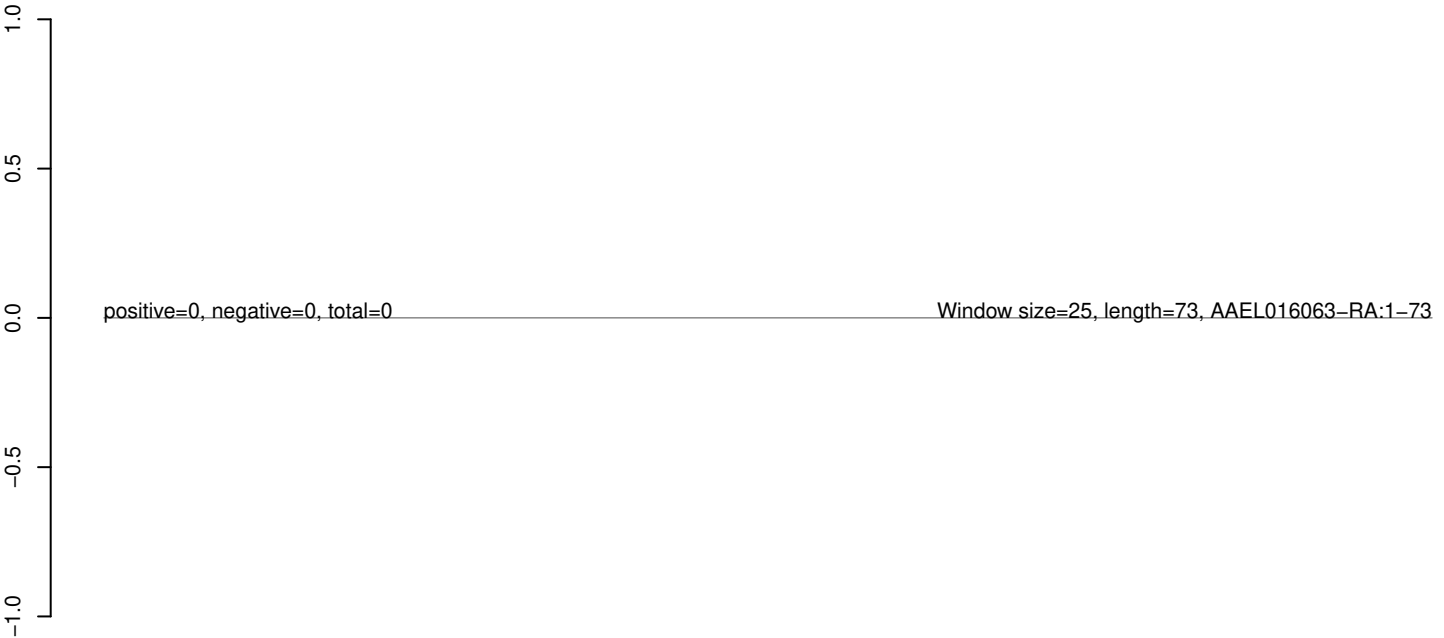 1.0
0.5
0.0
−0.5
−1.0
positive=0, negative=0, total=0
Window size=25, length=73, AAEL016063−RA:1−73